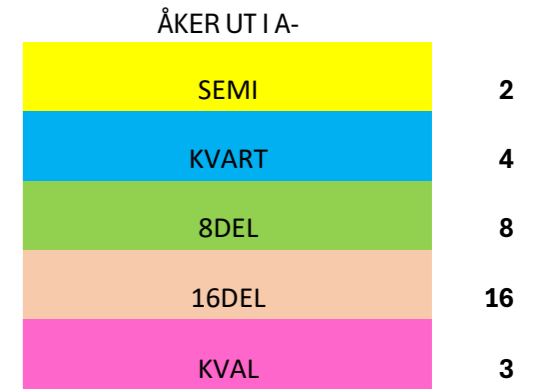 ÅKER UT I A-
SEMI 2
KVART 4
8DEL 8
16DEL 16
KVAL 3